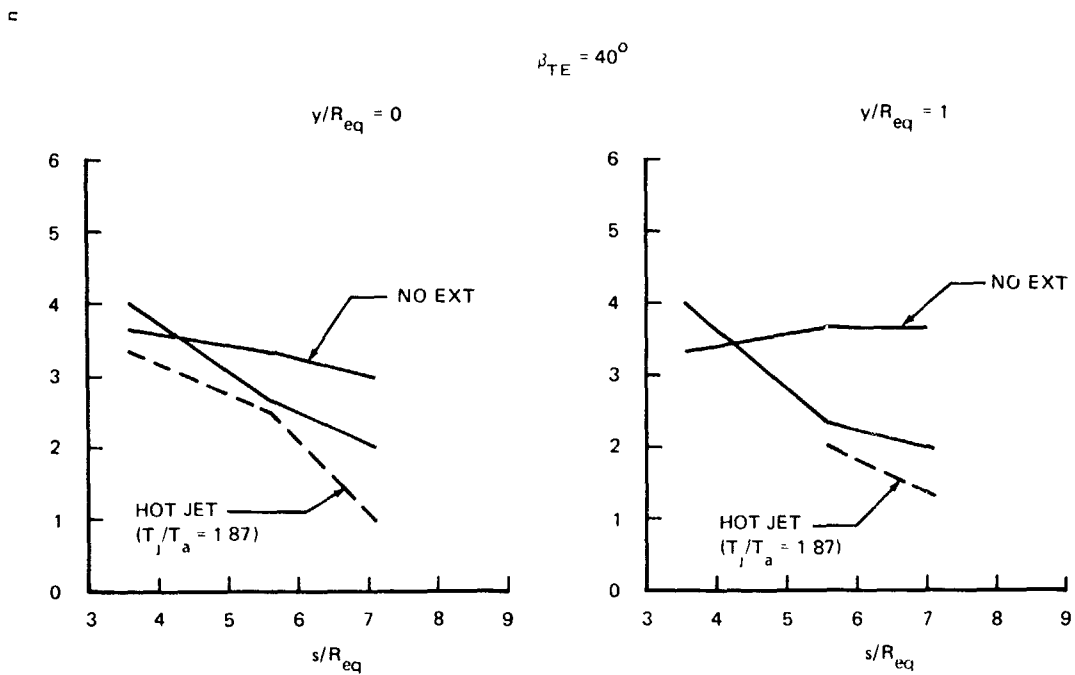 n
β_TE = 40°
y/R_eq = 0
6
5
4
3
2
1
0
3 4 5 6 7 8 9
s/R_eq
NO EXT
HOT JET
(T_J/T_a = 1 87)
y/R_eq = 1
6
5
4
3
2
1
0
3 4 5 6 7 8 9
s/R_eq
NO EXT
HOT JET
(T_J/T_a = 1 87)